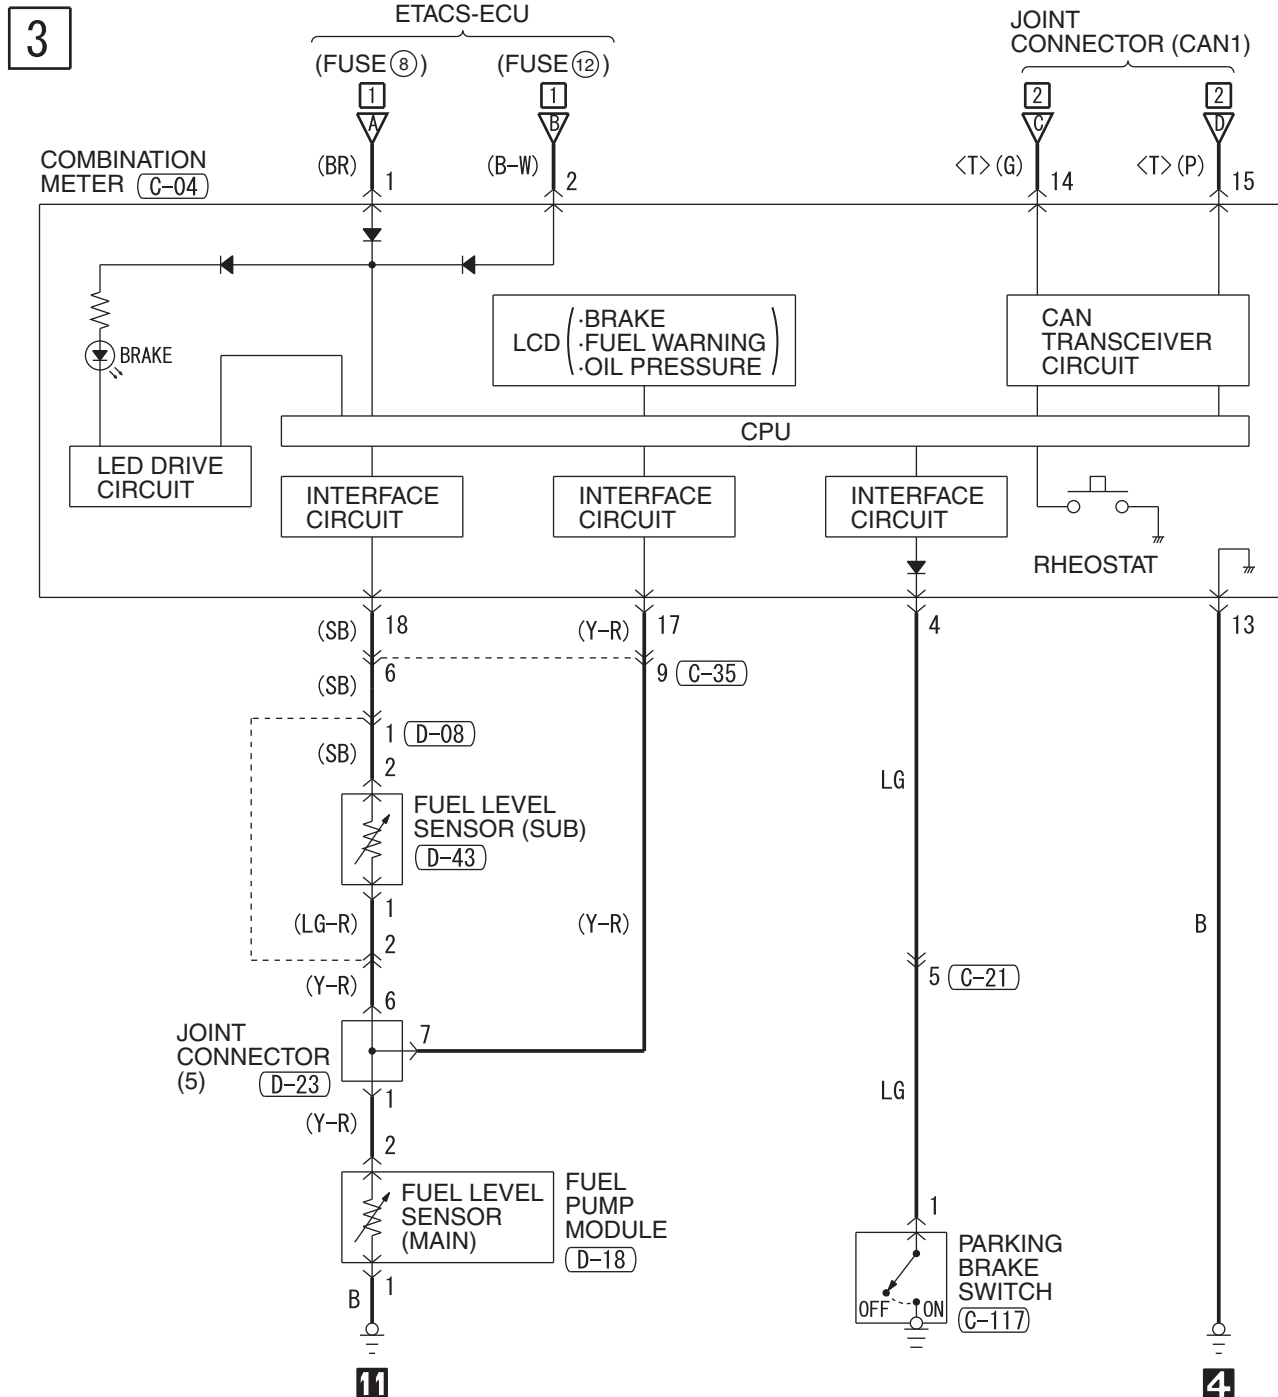 3
ETACS-ECU
(FUSE⑧)
(FUSE⑫)
JOINT
CONNECTOR (CAN1)
1
1
2
2
A
B
C
D
COMBINATION
METER C-04
(BR)
1
(B-W)
2
<T>(G)
14
<T>(P)
15
BRAKE
LCD
·BRAKE
·FUEL WARNING
·OIL PRESSURE
CAN
TRANSCEIVER
CIRCUIT
CPU
LED DRIVE
CIRCUIT
INTERFACE
CIRCUIT
INTERFACE
CIRCUIT
INTERFACE
CIRCUIT
RHEOSTAT
(SB)
18
(Y-R)
17
4
13
6
9 C-35
(SB)
1 D-08
(SB)
2
FUEL LEVEL
SENSOR (SUB)
D-43
LG
1
(LG-R)
2
(Y-R)
B
(Y-R)
6
5 C-21
JOINT
CONNECTOR
(5) D-23
7
1
(Y-R)
2
LG
FUEL LEVEL
SENSOR
(MAIN)
FUEL
PUMP
MODULE
D-18
1
B
1
PARKING
BRAKE
SWITCH
C-117
OFF
ON
11
4